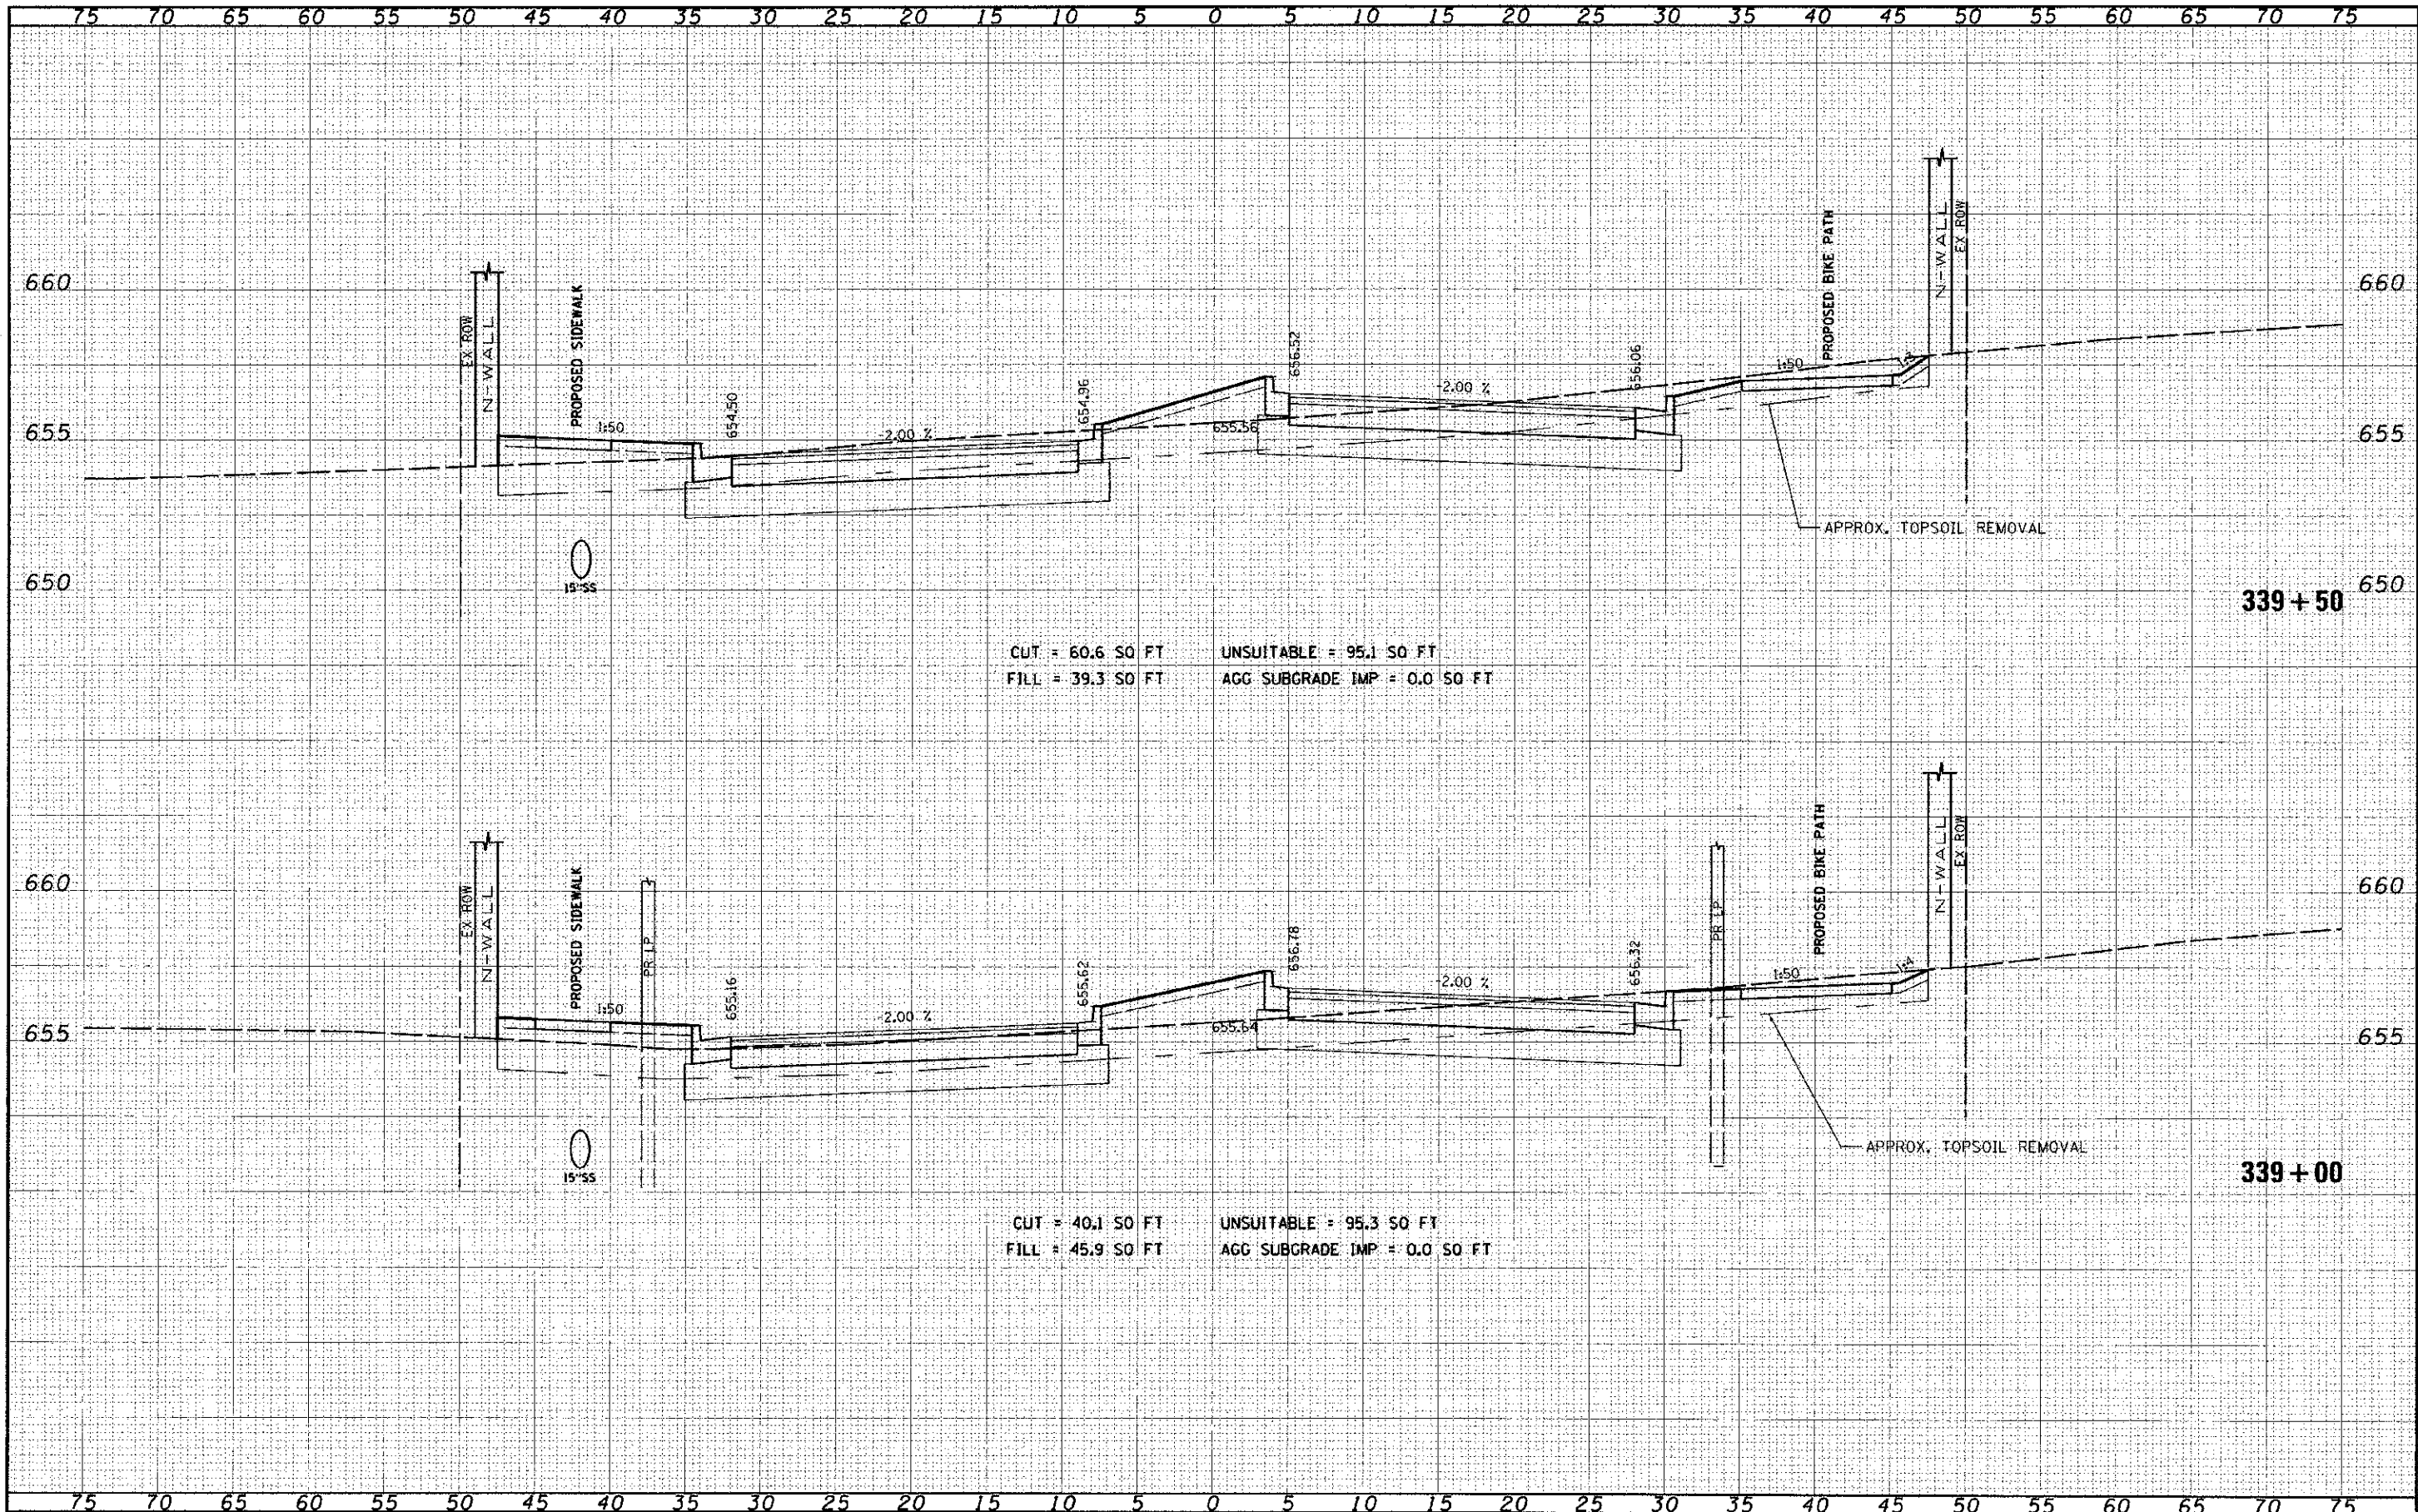 75 70 65 60 55 50 45 40 35 30 25 20 15 10 5 0 5 10 15 20 25 30 35 40 45 50 55 60 65 70 75
660
EX ROW
N-WALL
PROPOSED SIDEWALK
PROPOSED BIKE PATH
N-WALL
EX ROW
660
655
1:50
654.50
-2.00 %
654.96
655.56
656.52
-2.00 %
656.06
1:50
655
APPROX. TOPSOIL REMOVAL
650
15"SS
650
339+50
CUT = 60.6 SQ FT UNSUITABLE = 95.1 SQ FT
FILL = 39.3 SQ FT AGG SUBGRADE IMP = 0.0 SQ FT
660
EX ROW
N-WALL
PROPOSED SIDEWALK
PR LP
PR LP
PROPOSED BIKE PATH
N-WALL
EX ROW
660
655
1:50
655.16
-2.00 %
655.62
655.64
656.78
-2.00 %
656.32
1:50
1:4
655
APPROX. TOPSOIL REMOVAL
15"SS
339+00
CUT = 40.1 SQ FT UNSUITABLE = 95.3 SQ FT
FILL = 45.9 SQ FT AGG SUBGRADE IMP = 0.0 SQ FT
75 70 65 60 55 50 45 40 35 30 25 20 15 10 5 0 5 10 15 20 25 30 35 40 45 50 55 60 65 70 75